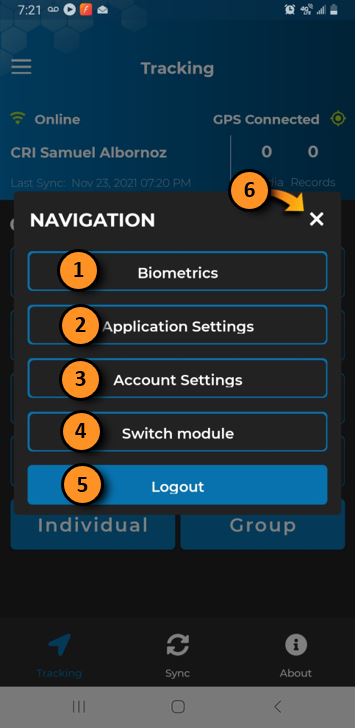 7:21
Tracking
Online GPS Connected
CRI Samuel Albornoz 0 0
Last Sync: Nov 23, 2021 07:20 PM Records
6
NAVIGATION ×
1 Biometrics
2 Application Settings
3 Account Settings
4 Switch module
5 Logout
Individual Group
Tracking Sync About